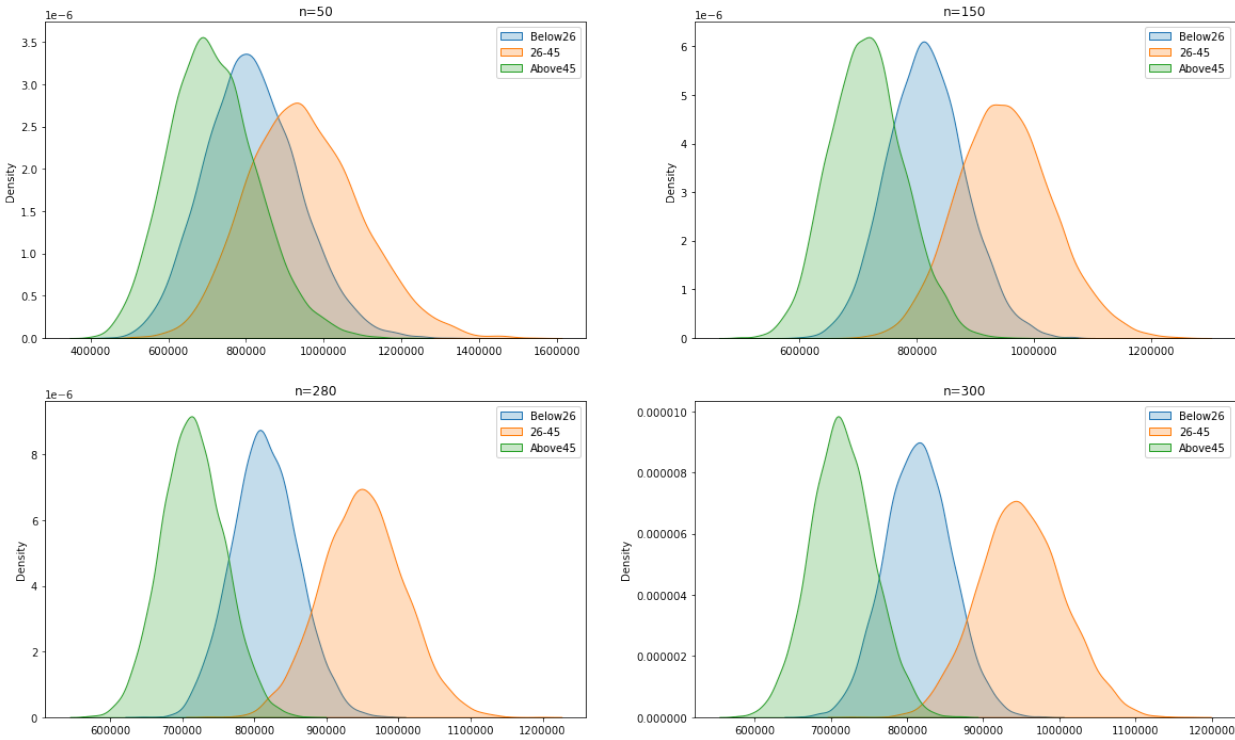 n=50
1e−6
Below26
26-45
Above45
3.5
3.0
2.5
2.0
1.5
1.0
0.5
0.0
Density
400000 600000 800000 1000000 1200000 1400000 1600000
n=150
1e−6
Below26
26-45
Above45
6
5
4
3
2
1
0
Density
600000 800000 1000000 1200000
n=280
1e−6
Below26
26-45
Above45
8
6
4
2
0
Density
600000 700000 800000 900000 1000000 1100000 1200000
n=300
Below26
26-45
Above45
0.000010
0.000008
0.000006
0.000004
0.000002
0.000000
Density
600000 700000 800000 900000 1000000 1100000 1200000